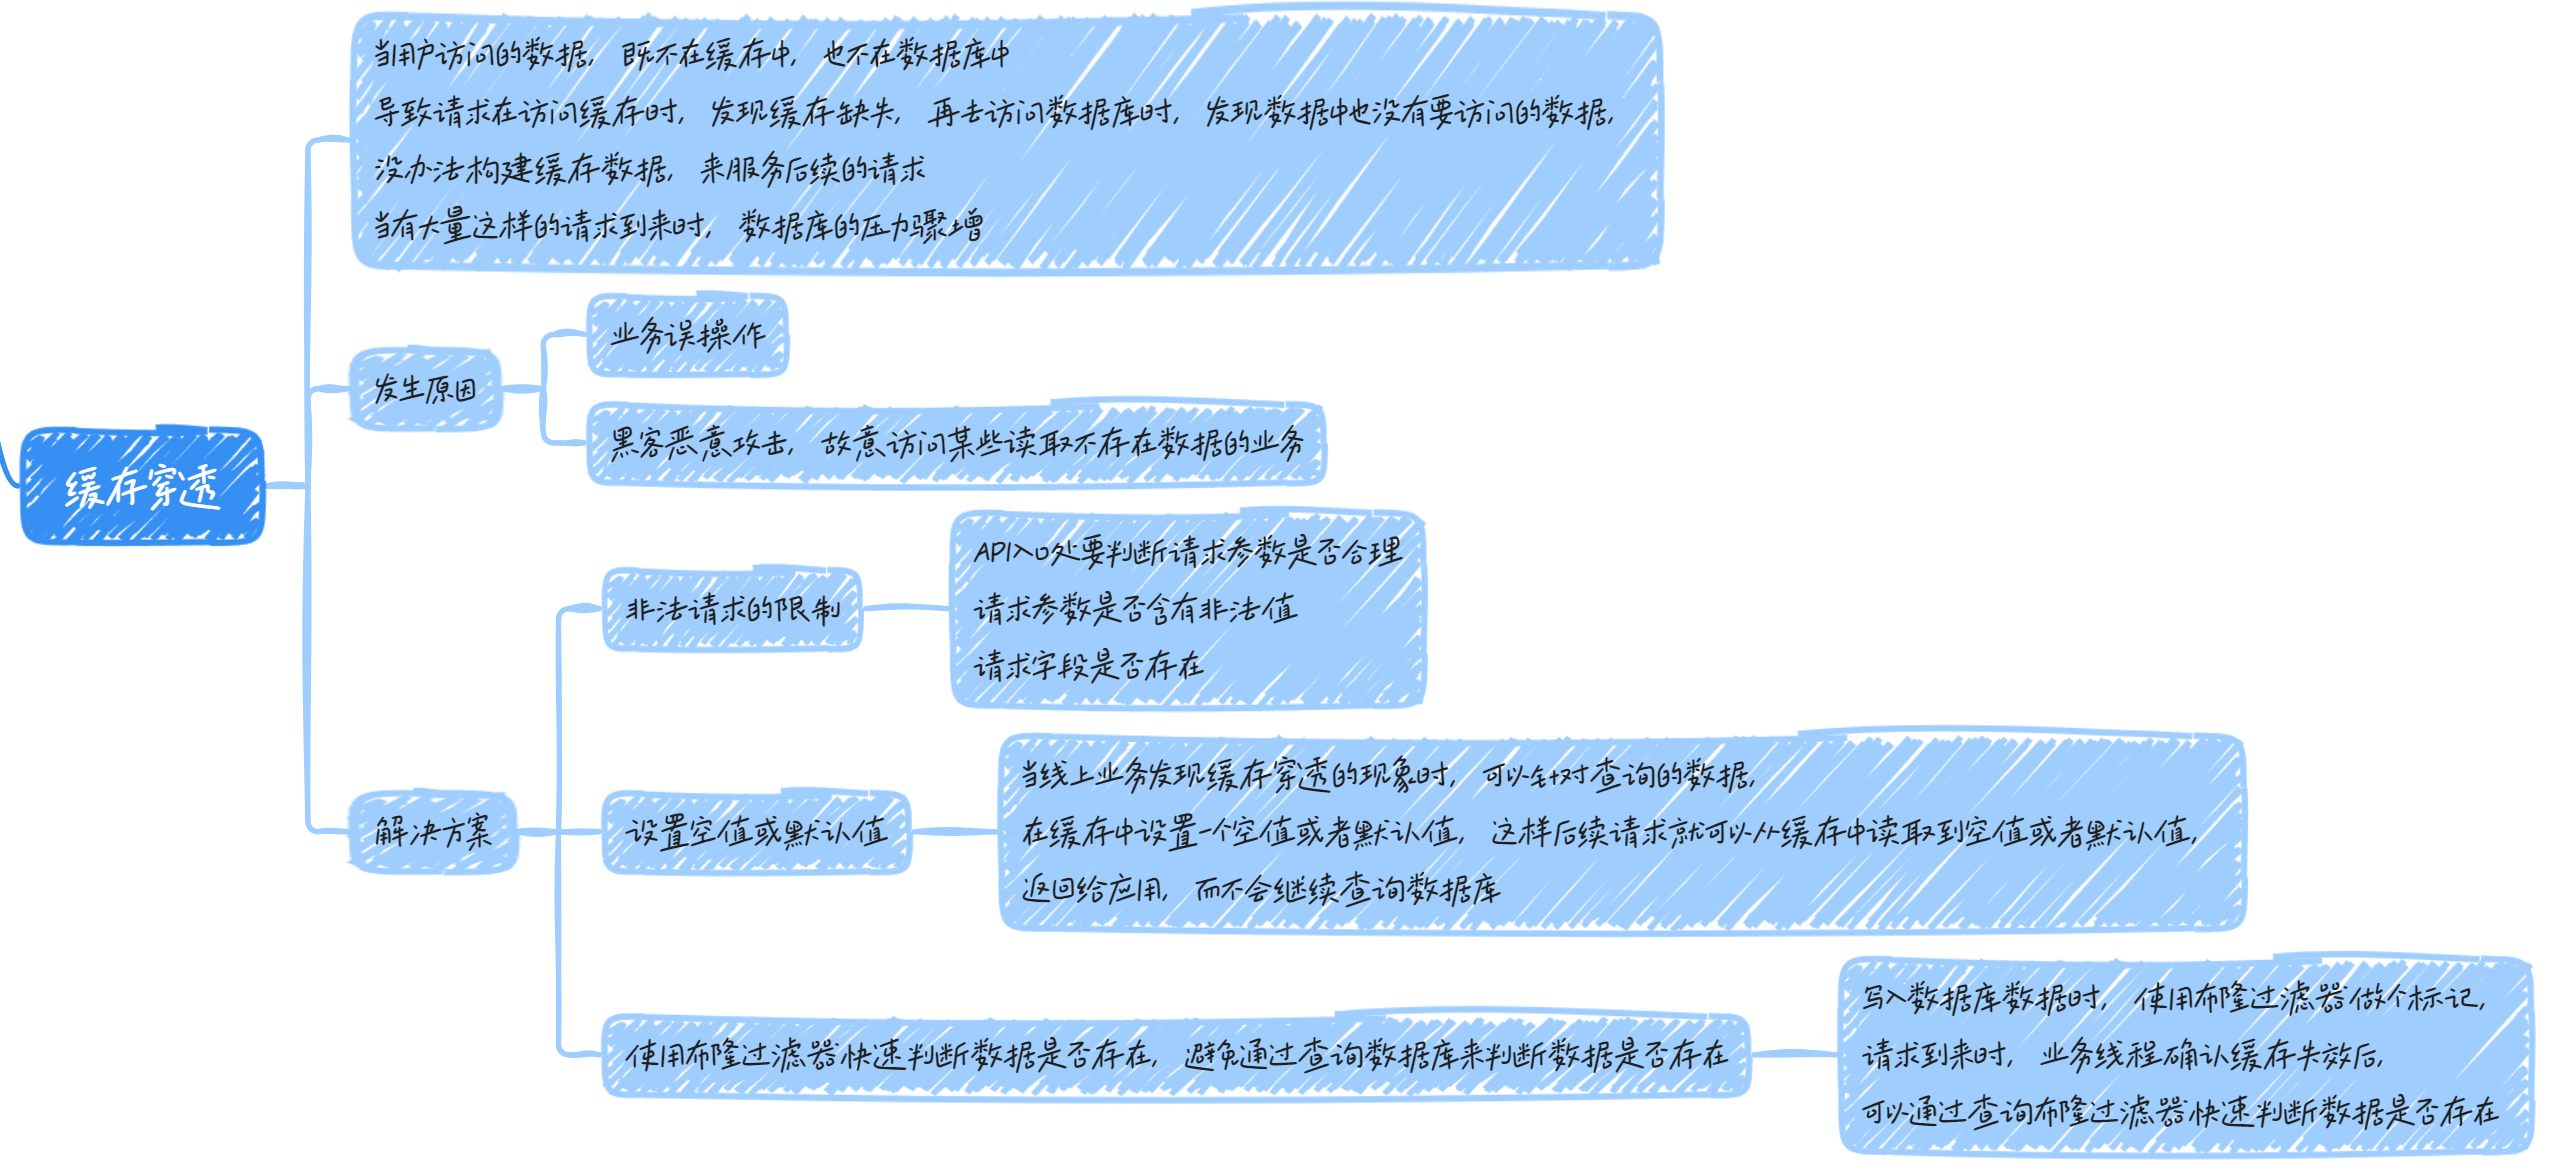 当用户访问的数据, 既不在缓存中, 也不在数据库中
导致请求在访问缓存时, 发现缓存缺失, 再去访问数据库时, 发现数据中也没有要访问的数据,
没办法构建缓存数据, 来服务后续的请求
当有大量这样的请求到来时, 数据库的压力骤增
业务误操作
发生原因
黑客恶意攻击, 故意访问某些读取不存在数据的业务
缓存穿透
API入口处要判断请求参数是否合理
请求参数是否含有非法值
请求字段是否存在
非法请求的限制
当线上业务发现缓存穿透的现象时, 可以针对查询的数据,
在缓存中设置一个空值或者默认值, 这样后续请求就可以从缓存中读取到空值或者默认值,
返回给应用, 而不会继续查询数据库
设置空值或默认值
解决方案
使用布隆过滤器快速判断数据是否存在, 避免通过查询数据库来判断数据是否存在
写入数据库数据时, 使用布隆过滤器做个标记,
请求到来时, 业务线程确认缓存失效后,
可以通过查询布隆过滤器快速判断数据是否存在